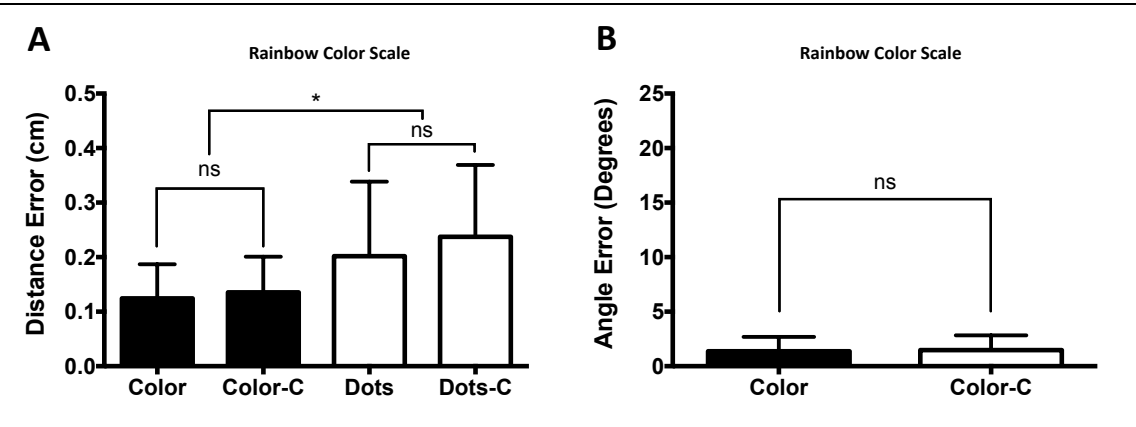 A
Rainbow Color Scale
Distance Error (cm)
0.5
0.4
0.3
0.2
0.1
0.0
*
ns
ns
Color
Color-C
Dots
Dots-C
B
Rainbow Color Scale
Angle Error (Degrees)
25
20
15
10
5
0
ns
Color
Color-C